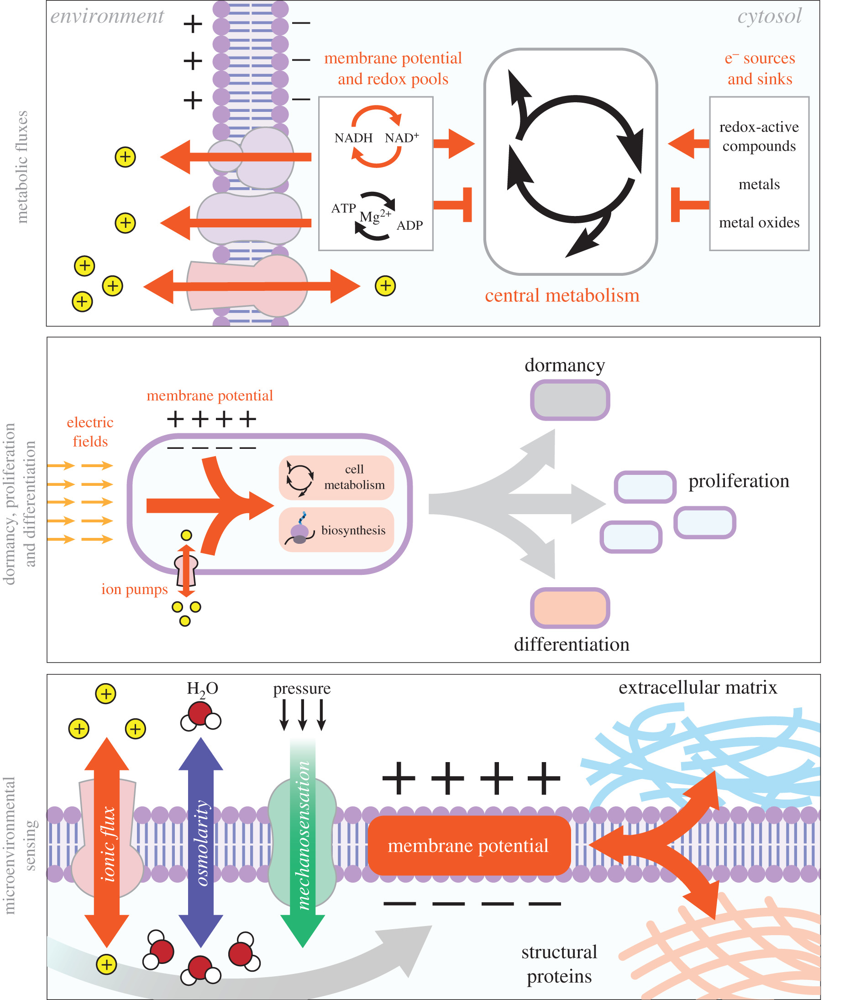 environment
cytosol
metabolic fluxes
+
+
+
–
–
–
membrane potential
and redox pools
NADH NAD⁺
ATP
Mg²⁺
ADP
central metabolism
e⁻ sources
and sinks
redox-active
compounds
metals
metal oxides
+
+
+
+
+
+
dormancy, proliferation
and differentiation
electric
fields
membrane potential
+ + + +
– – – –
cell
metabolism
biosynthesis
ion pumps
dormancy
proliferation
differentiation
microenvironmental
sensing
+
+
+
H₂O
pressure
extracellular matrix
ionic flux
osmolarity
mechanosensation
+ + + +
membrane potential
– – – –
+
structural
proteins